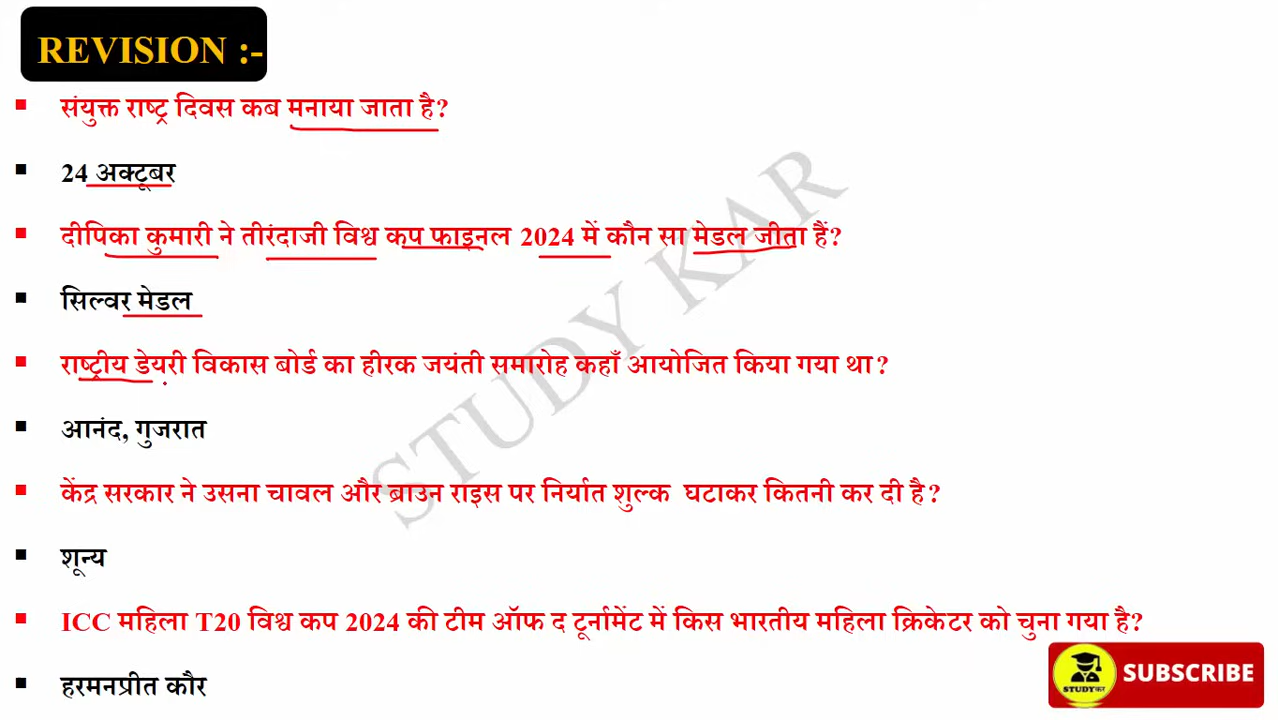 REVISION :-
संयुक्त राष्ट्र दिवस कब मनाया जाता है?
24 अक्टूबर
दीपिका कुमारी ने तीरंदाजी विश्व कप फाइनल 2024 में कौन सा मेडल जीता हैं?
सिल्वर मेडल
राष्ट्रीय डेयरी विकास बोर्ड का हीरक जयंती समारोह कहाँ आयोजित किया गया था?
आनंद, गुजरात
केंद्र सरकार ने उसना चावल और ब्राउन राइस पर निर्यात शुल्क घटाकर कितनी कर दी है?
शून्य
ICC महिला T20 विश्व कप 2024 की टीम ऑफ द टूर्नामेंट में किस भारतीय महिला क्रिकेटर को चुना गया है?
हरमनप्रीत कौर
STUDY KAR
STUDYकर
SUBSCRIBE